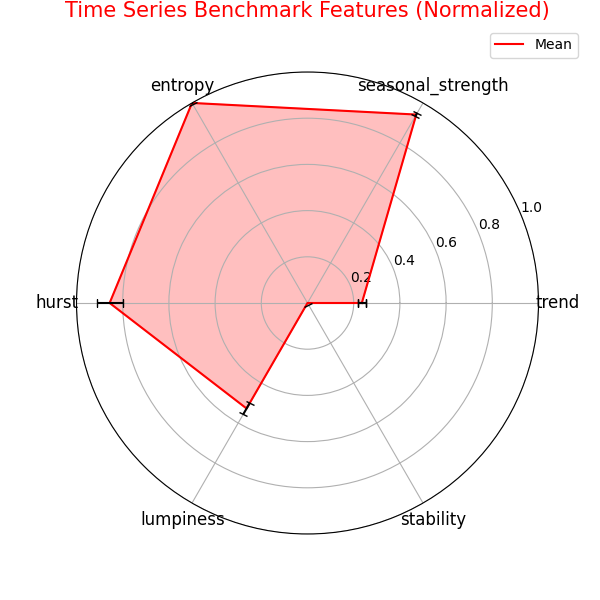 Time Series Benchmark Features (Normalized)
Mean
entropy
seasonal_strength
1.0
0.8
0.6
0.4
0.2
hurst
trend
lumpiness
stability